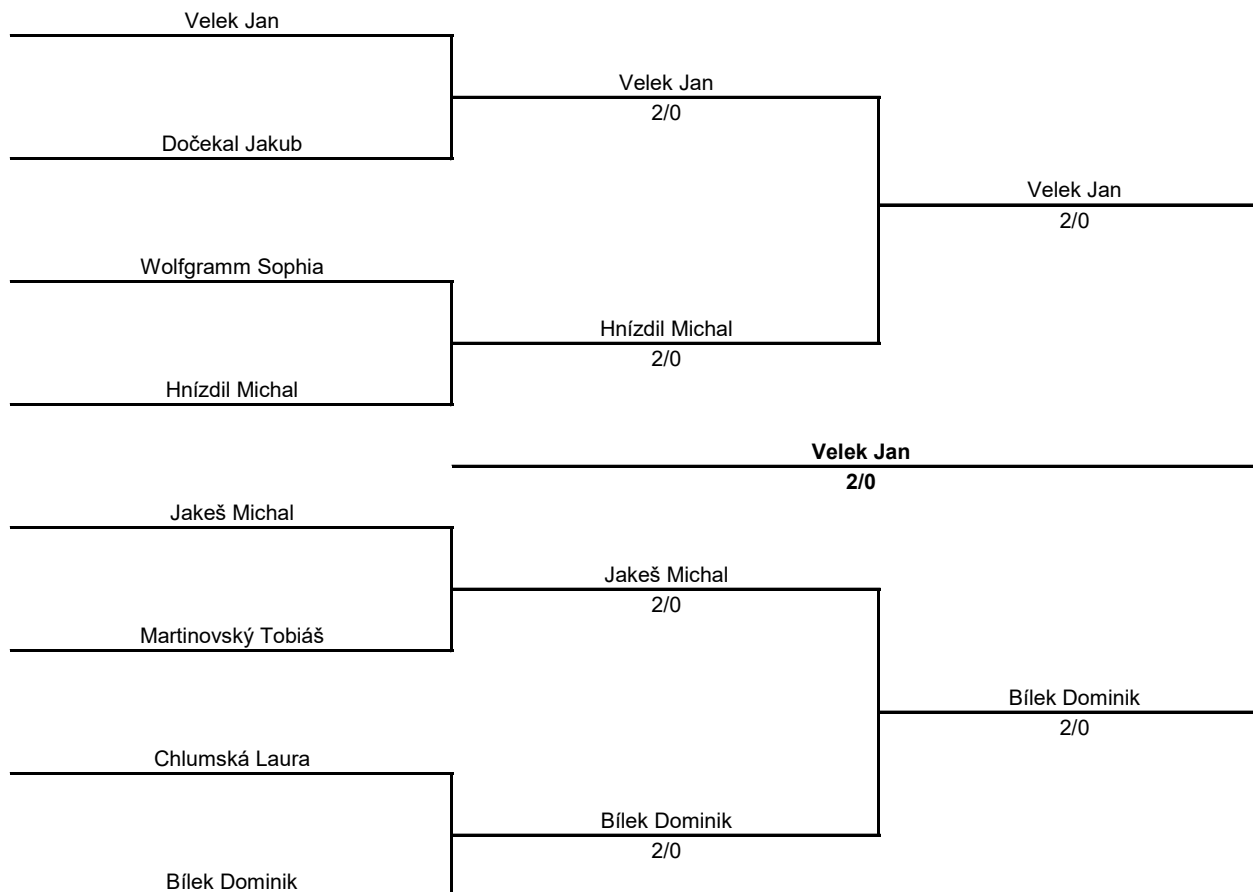 Velek Jan
Velek Jan
2/0
Dočekal Jakub
Velek Jan
2/0
Wolfgramm Sophia
Hnízdil Michal
2/0
Hnízdil Michal
Velek Jan
2/0
Jakeš Michal
Jakeš Michal
2/0
Martinovský Tobiáš
Bílek Dominik
2/0
Chlumská Laura
Bílek Dominik
2/0
Bílek Dominik